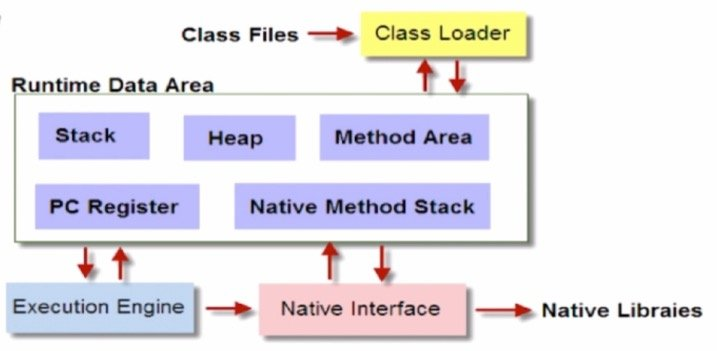 Class Files
Class Loader
Runtime Data Area
Stack
Heap
Method Area
PC Register
Native Method Stack
Execution Engine
Native Interface
Native Libraies